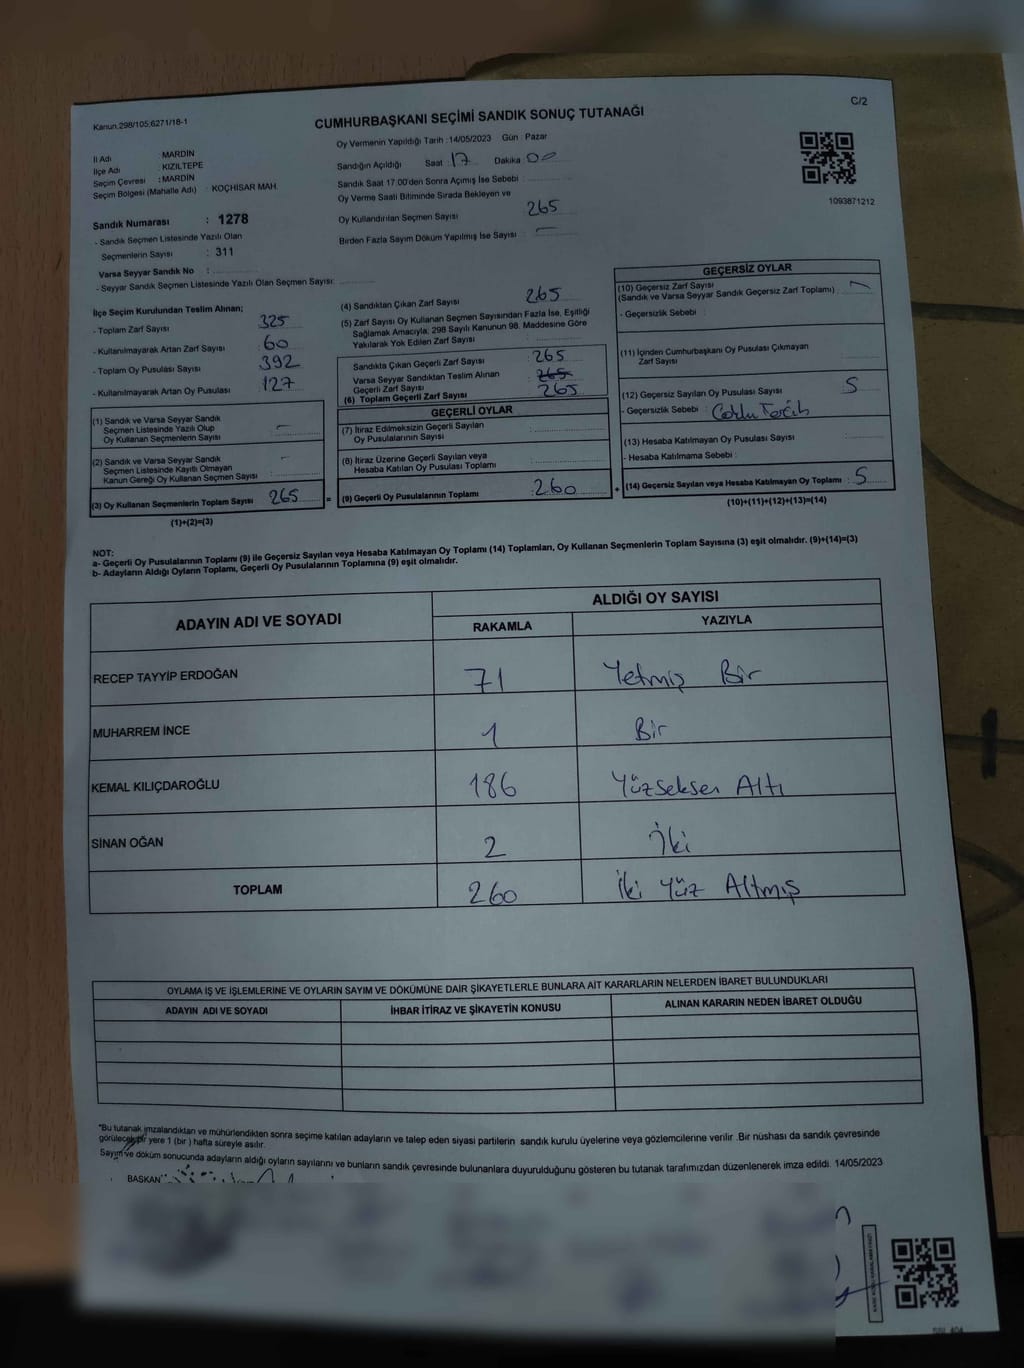 Kanun.298/105;6271/18-1
C/2
CUMHURBAŞKANI SEÇİMİ SANDIK SONUÇ TUTANAĞI
İl Adı : MARDİN
İlçe Adı : KIZILTEPE
Seçim Çevresi : MARDİN
Seçim Bölgesi (Mahalle Adı) : KOÇHİSAR MAH.
Sandık Numarası : 1278
- Sandık Seçmen Listesinde Yazılı Olan
Seçmenlerin Sayısı : 311
Varsa Seyyar Sandık No :
- Seyyar Sandık Seçmen Listesinde Yazılı Olan Seçmen Sayısı:
Oy Vermenin Yapıldığı Tarih :14/05/2023 Gün Pazar
Sandığın Açıldığı Saat 17 Dakika 00
Sandık Saat 17:00'den Sonra Açımış İse Sebebi :
Oy Verme Saati Bitiminde Sırada Bekleyen ve
Oy Kullandırılan Seçmen Sayısı 265
Birden Fazla Sayım Döküm Yapılmış İse Sayısı : -
1093871212
İlçe Seçim Kurulundan Teslim Alınan;
- Toplam Zarf Sayısı 325
- Kullanılmayarak Artan Zarf Sayısı 60
- Toplam Oy Pusulası Sayısı 392
- Kullanılmayarak Artan Oy Pusulası 127
(1) Sandık ve Varsa Seyyar Sandık
Seçmen Listesinde Yazılı Olup
Oy Kullanan Seçmenlerin Sayısı -
(2) Sandık ve Varsa Seyyar Sandık
Seçmen Listesinde Kayıtlı Olmayan
Kanun Gereği Oy Kullanan Seçmen Sayısı : -
(3) Oy Kullanan Seçmenlerin Toplam Sayısı 265 =
(1)+(2)=(3)
(4) Sandıktan Çıkan Zarf Sayısı 265
(5) Zarf Sayısı Oy Kullanan Seçmen Sayısından Fazla İse, Eşitliği
Sağlamak Amacıyla; 298 Sayılı Kanunun 98. Maddesine Göre
Yakılarak Yok Edilen Zarf Sayısı :
Sandıkta Çıkan Geçerli Zarf Sayısı : 265
Varsa Seyyar Sandıktan Teslim Alınan
Geçerli Zarf Sayısı : 265
(6) Toplam Geçerli Zarf Sayısı : 265
GEÇERLİ OYLAR
(7) İtiraz Edilmeksizin Geçerli Sayılan
Oy Pusulalarının Sayısı :
(8) İtiraz Üzerine Geçerli Sayılan veya
Hesaba Katılan Oy Pusulası Toplamı :
(9) Geçerli Oy Pusulalarının Toplamı : 260 +
GEÇERSİZ OYLAR
(10) Geçersiz Zarf Sayısı
(Sandık ve Varsa Seyyar Sandık Geçersiz Zarf Toplamı) : -
- Geçersizlik Sebebi :
(11) İçinden Cumhurbaşkanı Oy Pusulası Çıkmayan
Zarf Sayısı :
(12) Geçersiz Sayılan Oy Pusulası Sayısı : 5
- Geçersizlik Sebebi : Çoklu Tercih
(13) Hesaba Katılmayan Oy Pusulası Sayısı :
- Hesaba Katılmama Sebebi :
(14) Geçersiz Sayılan veya Hesaba Katılmayan Oy Toplamı : 5
(10)+(11)+(12)+(13)=(14)
NOT:
a- Geçerli Oy Pusulalarının Toplamı (9) ile Geçersiz Sayılan veya Hesaba Katılmayan Oy Toplamı (14) Toplamları, Oy Kullanan Seçmenlerin Toplam Sayısına (3) eşit olmalıdır. (9)+(14)=(3)
b- Adayların Aldığı Oyların Toplamı, Geçerli Oy Pusulalarının Toplamına (9) eşit olmalıdır.
ADAYIN ADI VE SOYADI
ALDIĞI OY SAYISI
RAKAMLA YAZIYLA
RECEP TAYYİP ERDOĞAN 71 Yetmiş Bir
MUHARREM İNCE 1 Bir
KEMAL KILIÇDAROĞLU 186 Yüzseksen Altı
SİNAN OĞAN 2 İki
TOPLAM 260 İki Yüz Altmış
OYLAMA İŞ VE İŞLEMLERİNE VE OYLARIN SAYIM VE DÖKÜMÜNE DAİR ŞİKAYETLERLE BUNLARA AİT KARARLARIN NELERDEN İBARET BULUNDUKLARI
ADAYIN ADI VE SOYADI İHBAR İTİRAZ VE ŞİKAYETİN KONUSU ALINAN KARARIN NEDEN İBARET OLDUĞU
*Bu tutanak imzalandıktan ve mühürlendikten sonra seçime katılan adayların ve talep eden siyasi partilerin sandık kurulu üyelerine veya gözlemcilerine verilir .Bir nüshası da sandık çevresinde
görülecek bir yere 1 (bir ) hafta süreyle asılır.
Sayım ve döküm sonucunda adayların aldığı oyların sayılarını ve bunların sandık çevresinde bulunanlara duyurulduğunu gösteren bu tutanak tarafımızdan düzenlenerek imza edildi. 14/05/2023
BAŞKAN